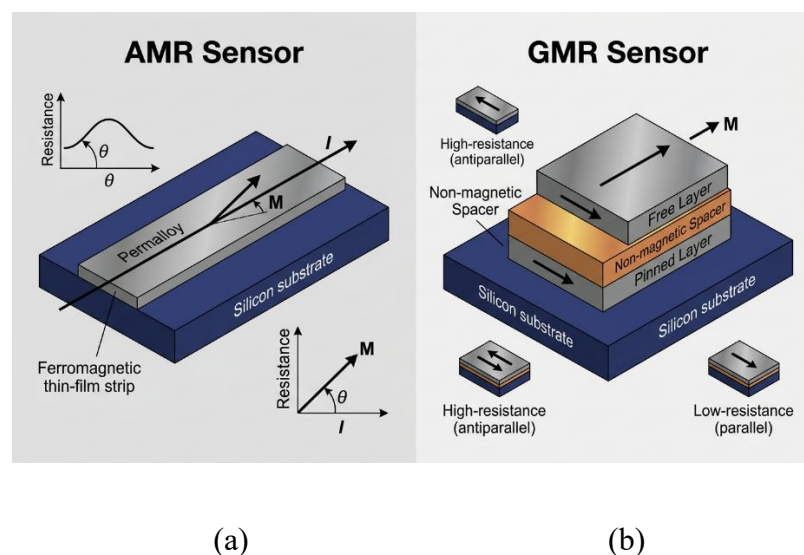 AMR Sensor
Resistance
θ
θ
I
M
Permalloy
Silicon substrate
Ferromagnetic
thin-film strip
Resistance
M
θ
I
GMR Sensor
High-resistance
(antiparallel)
M
Non-magnetic
Spacer
Free Layer
Non-magnetic Spacer
Pinned Layer
Silicon substrate
Silicon substrate
High-resistance
(antiparallel)
Low-resistance
(parallel)
(a)
(b)